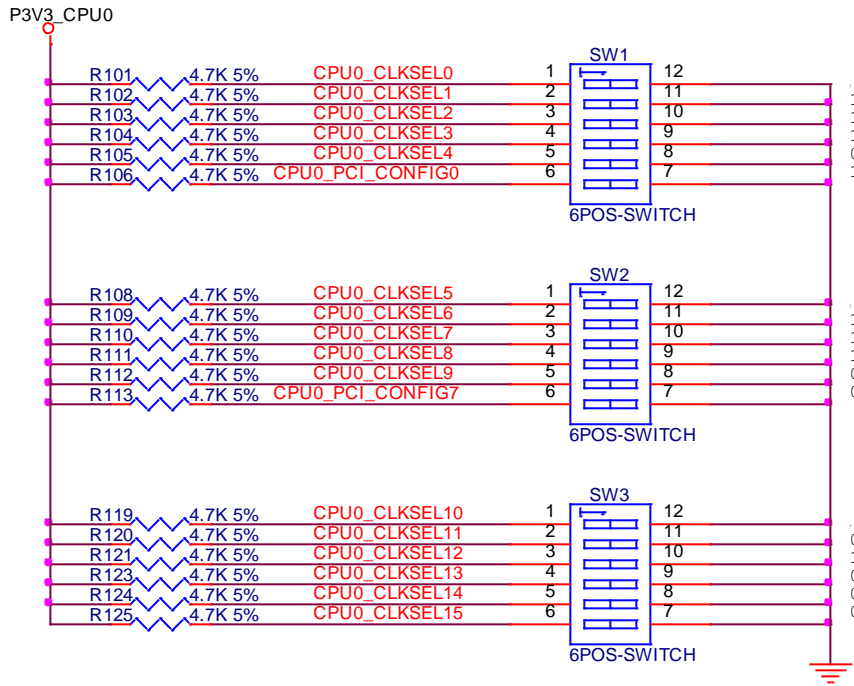 P3V3_CPU0
SW1
R101 4.7K 5% CPU0_CLKSEL0 1 12
R102 4.7K 5% CPU0_CLKSEL1 2 11
R103 4.7K 5% CPU0_CLKSEL2 3 10
R104 4.7K 5% CPU0_CLKSEL3 4 9
R105 4.7K 5% CPU0_CLKSEL4 5 8
R106 4.7K 5% CPU0_PCI_CONFIG0 6 7
6POS-SWITCH
SW2
R108 4.7K 5% CPU0_CLKSEL5 1 12
R109 4.7K 5% CPU0_CLKSEL6 2 11
R110 4.7K 5% CPU0_CLKSEL7 3 10
R111 4.7K 5% CPU0_CLKSEL8 4 9
R112 4.7K 5% CPU0_CLKSEL9 5 8
R113 4.7K 5% CPU0_PCI_CONFIG7 6 7
6POS-SWITCH
SW3
R119 4.7K 5% CPU0_CLKSEL10 1 12
R120 4.7K 5% CPU0_CLKSEL11 2 11
R121 4.7K 5% CPU0_CLKSEL12 3 10
R123 4.7K 5% CPU0_CLKSEL13 4 9
R124 4.7K 5% CPU0_CLKSEL14 5 8
R125 4.7K 5% CPU0_CLKSEL15 6 7
6POS-SWITCH